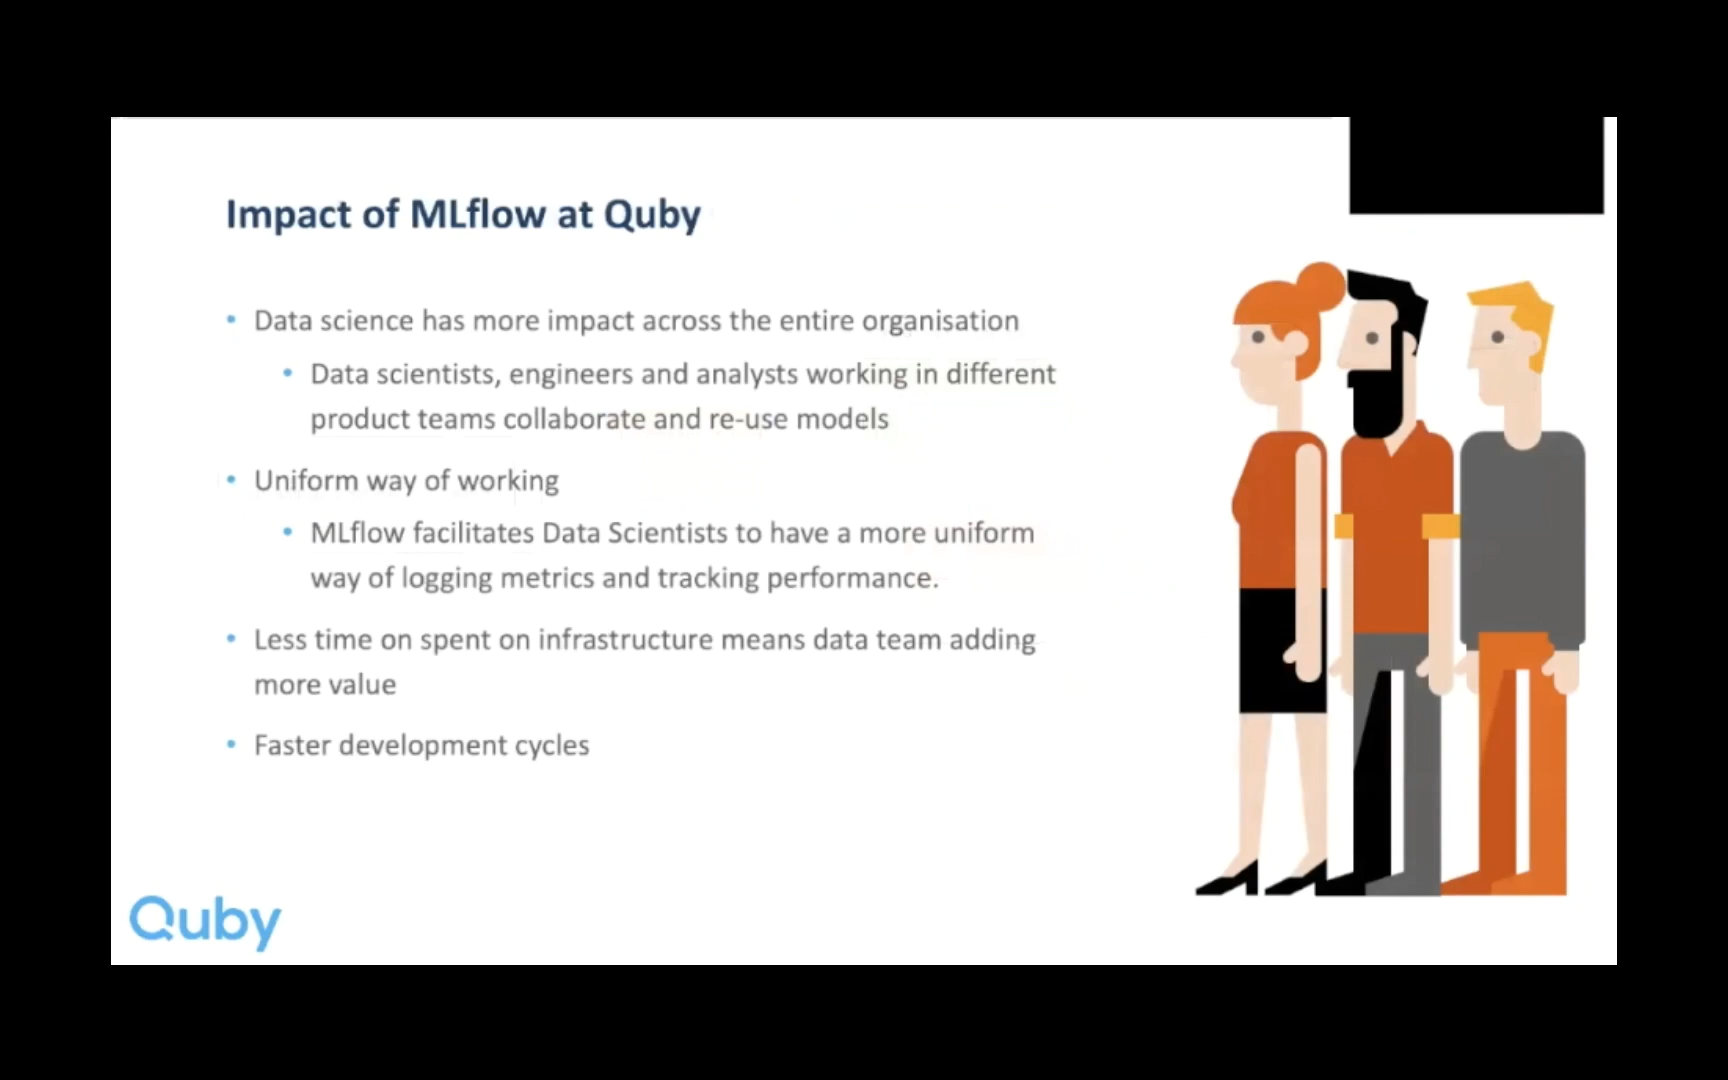 Impact of MLflow at Quby
• Data science has more impact across the entire organisation
• Data scientists, engineers and analysts working in different
product teams collaborate and re-use models
• Uniform way of working
• MLflow facilitates Data Scientists to have a more uniform
way of logging metrics and tracking performance.
• Less time on spent on infrastructure means data team adding
more value
• Faster development cycles
Quby